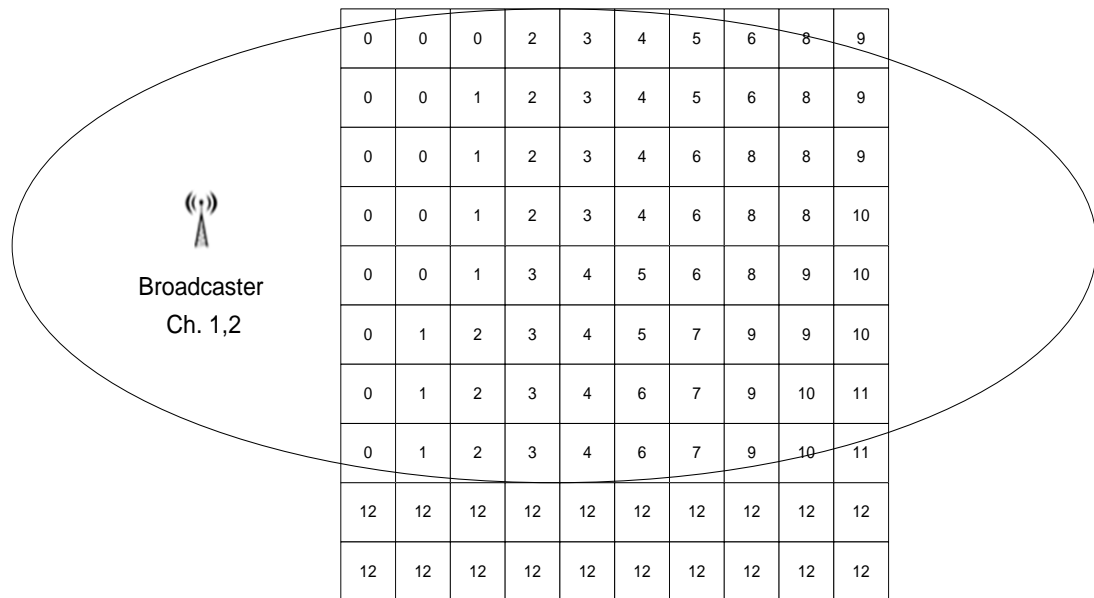 0 0 0 2 3 4 5 6 8 9
0 0 1 2 3 4 5 6 8 9
0 0 1 2 3 4 6 8 8 9
0 0 1 2 3 4 6 8 8 10
0 0 1 3 4 5 6 8 9 10
0 1 2 3 4 5 7 9 9 10
0 1 2 3 4 6 7 9 10 11
0 1 2 3 4 6 7 9 10 11
12 12 12 12 12 12 12 12 12 12
12 12 12 12 12 12 12 12 12 12
Broadcaster
Ch. 1,2